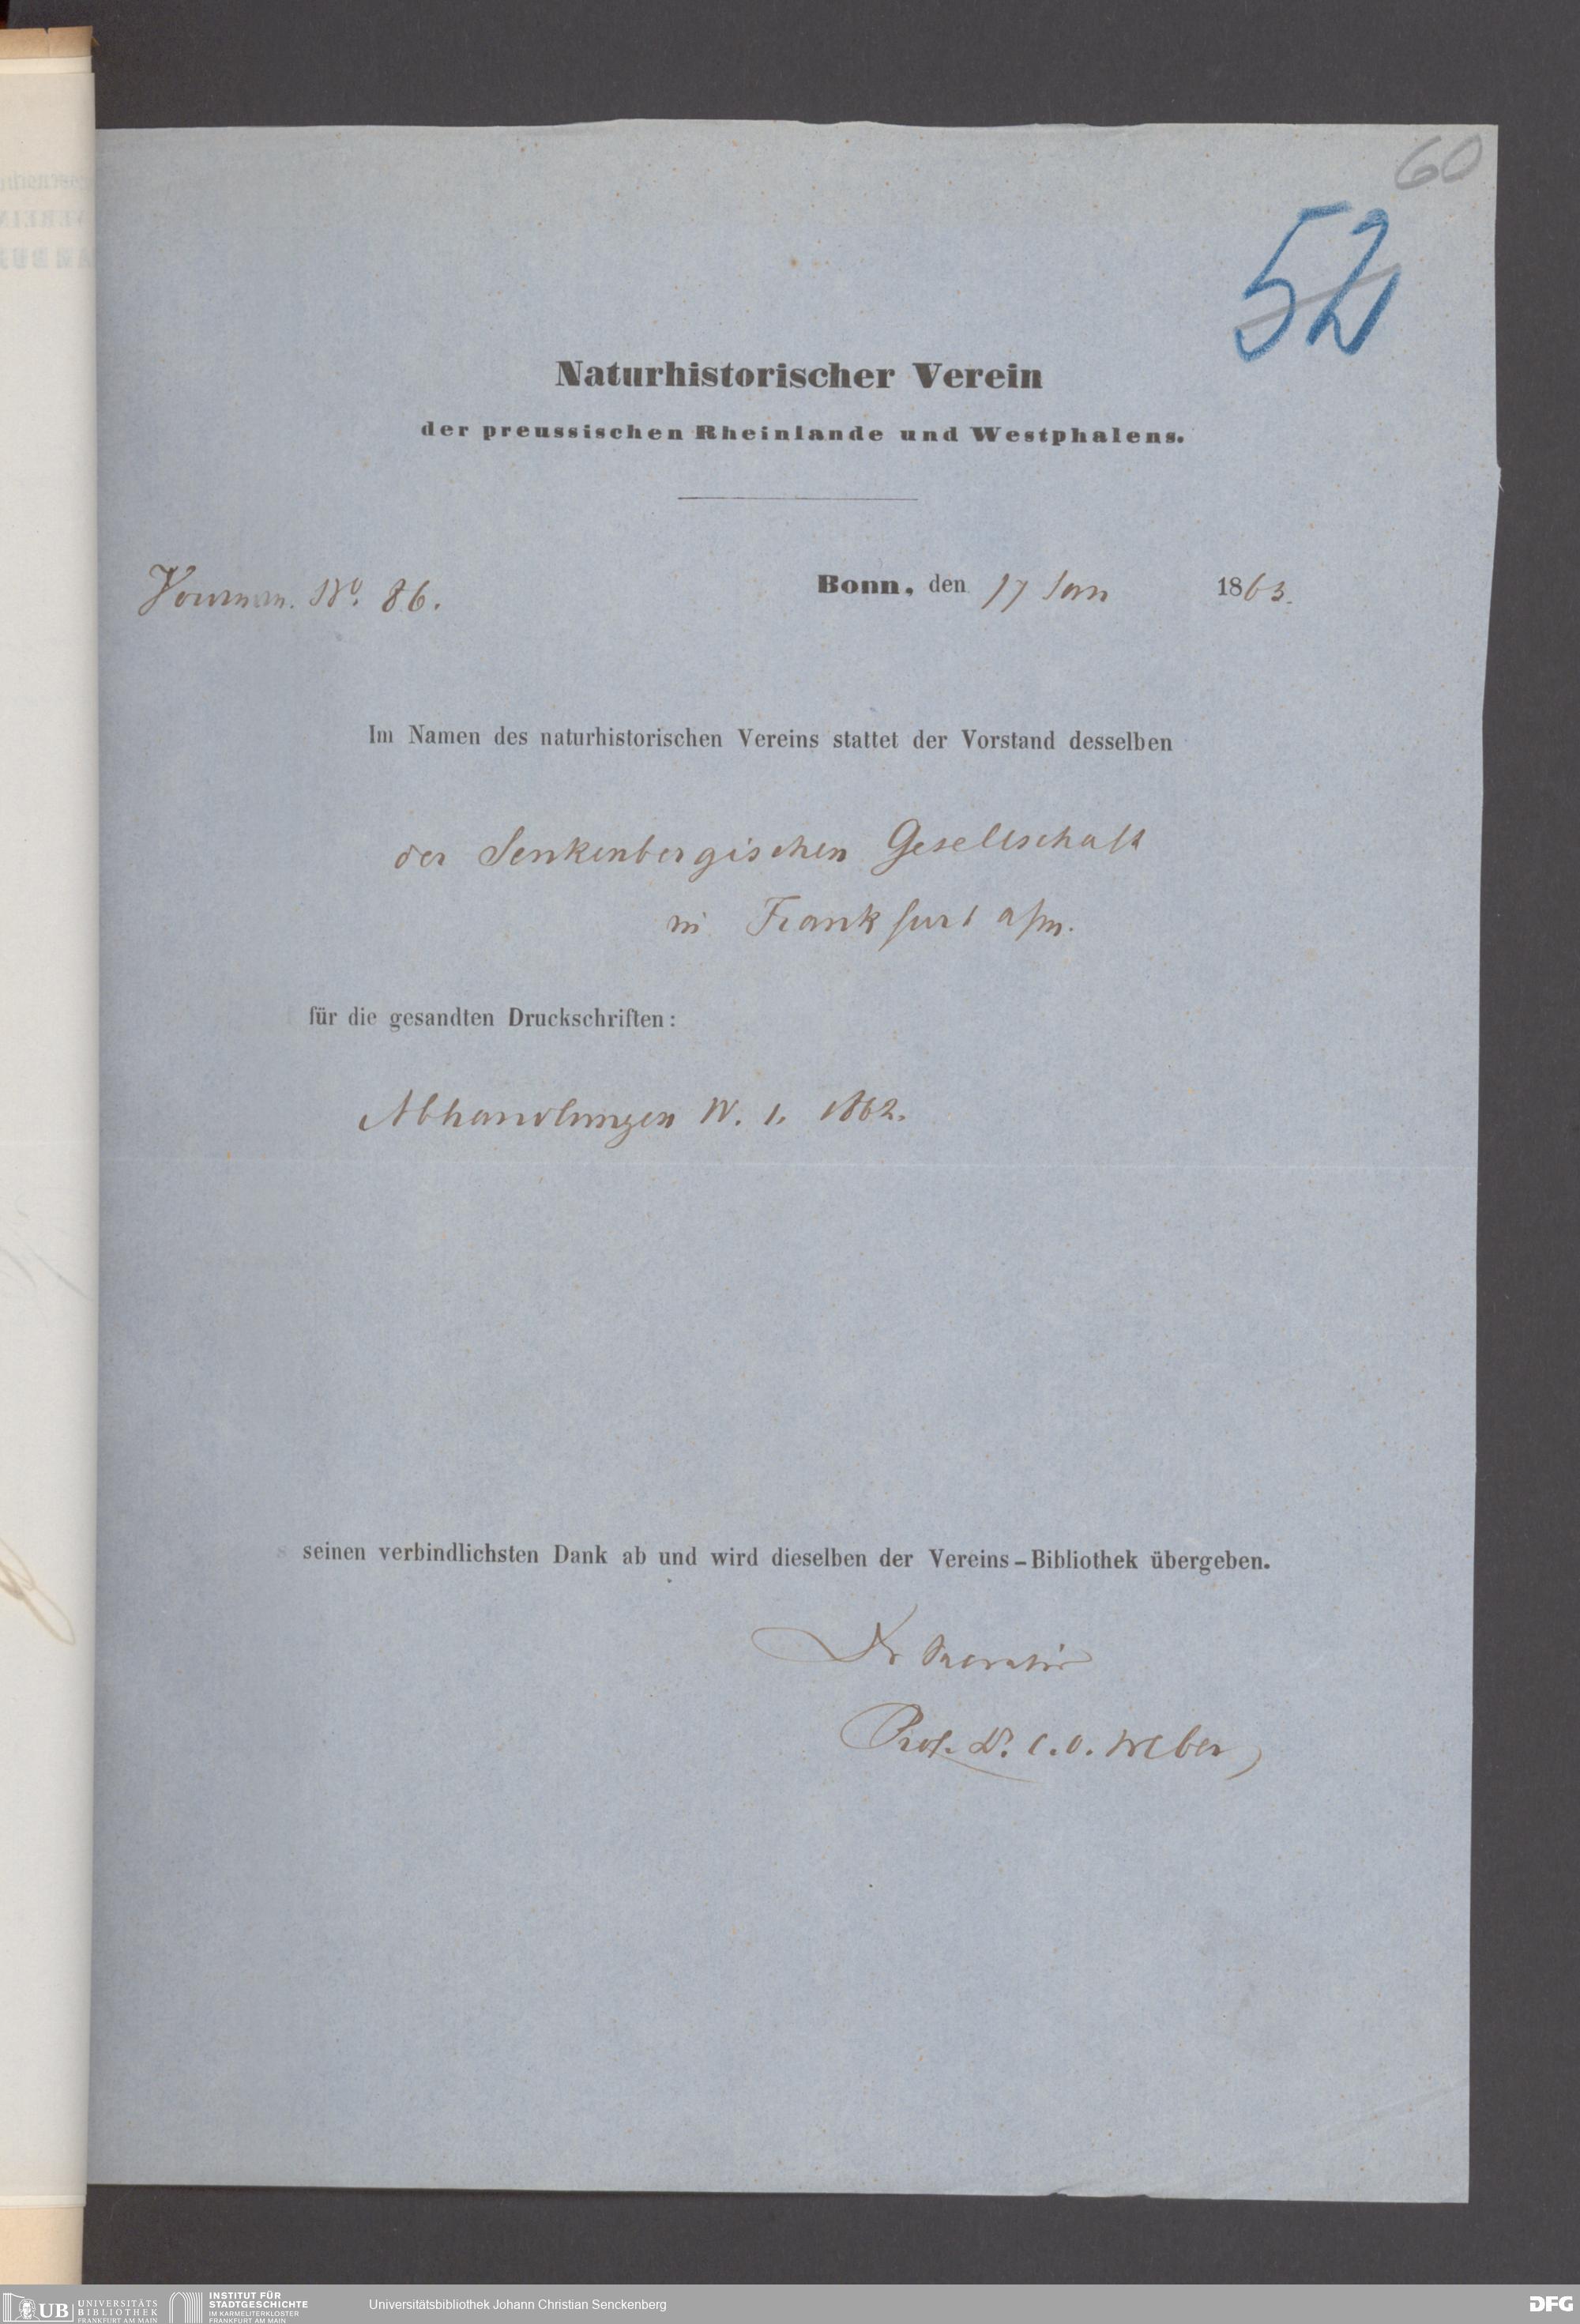 60
52
Naturhistorischer Verein
der preussischen Rheinlande und Westphalens.
Journ. No. 86.
Bonn, den 17 Jan 1863.
Im Namen des naturhistorischen Vereins stattet der Vorstand desselben
der Senkenbergischen Gesellschaft
in Frankfurt a/m.
für die gesandten Druckschriften:
Abhandlungen IV. 1. 1862.
seinen verbindlichsten Dank ab und wird dieselben der Vereins-Bibliothek übergeben.
Prof. Dr. C. O. Weber
UB UNIVERSITÄTS BIBLIOTHEK FRANKFURT AM MAIN
INSTITUT FÜR STADTGESCHICHTE IM KARMELITERKLOSTER FRANKFURT AM MAIN
Universitätsbibliothek Johann Christian Senckenberg
DFG